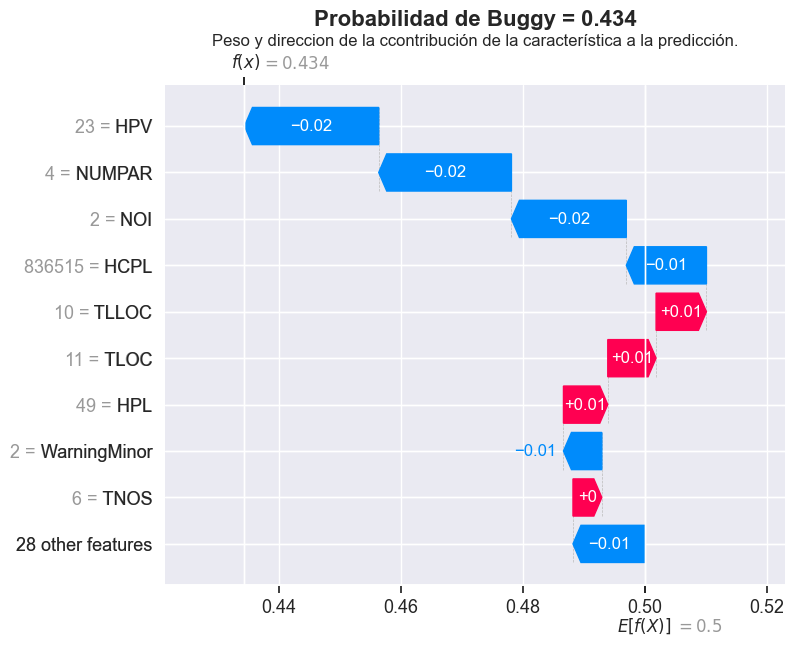 Probabilidad de Buggy = 0.434
Peso y direccion de la ccontribución de la característica a la predicción.
f(x) = 0.434
23 = HPV −0.02
4 = NUMPAR −0.02
2 = NOI −0.02
836515 = HCPL −0.01
10 = TLLOC +0.01
11 = TLOC +0.01
49 = HPL +0.01
2 = WarningMinor −0.01
6 = TNOS +0
28 other features −0.01
0.44 0.46 0.48 0.50 0.52
E[f(X)] = 0.5